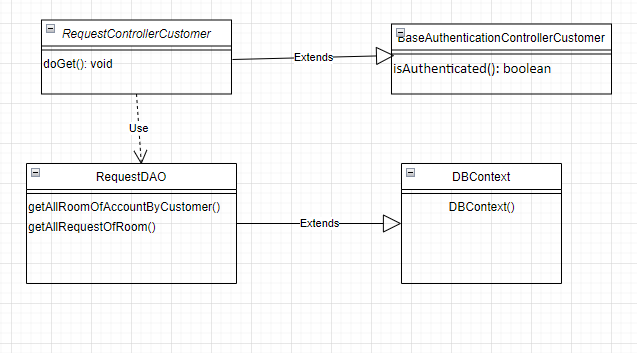 RequestControllerCustomer
doGet(): void
Extends
BaseAuthenticationControllerCustomer
isAuthenticated(): boolean
Use
RequestDAO
getAllRoomOfAccountByCustomer()
getAllRequestOfRoom()
Extends
DBContext
DBContext()